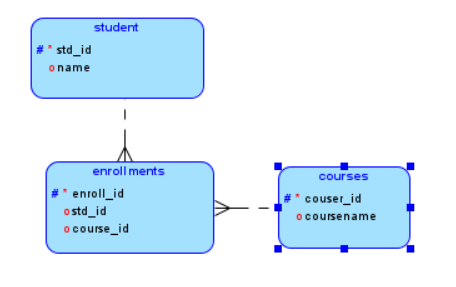 student
# * std_id
o name
enrollments
# * enroll_id
o std_id
o course_id
courses
# * couser_id
o coursename